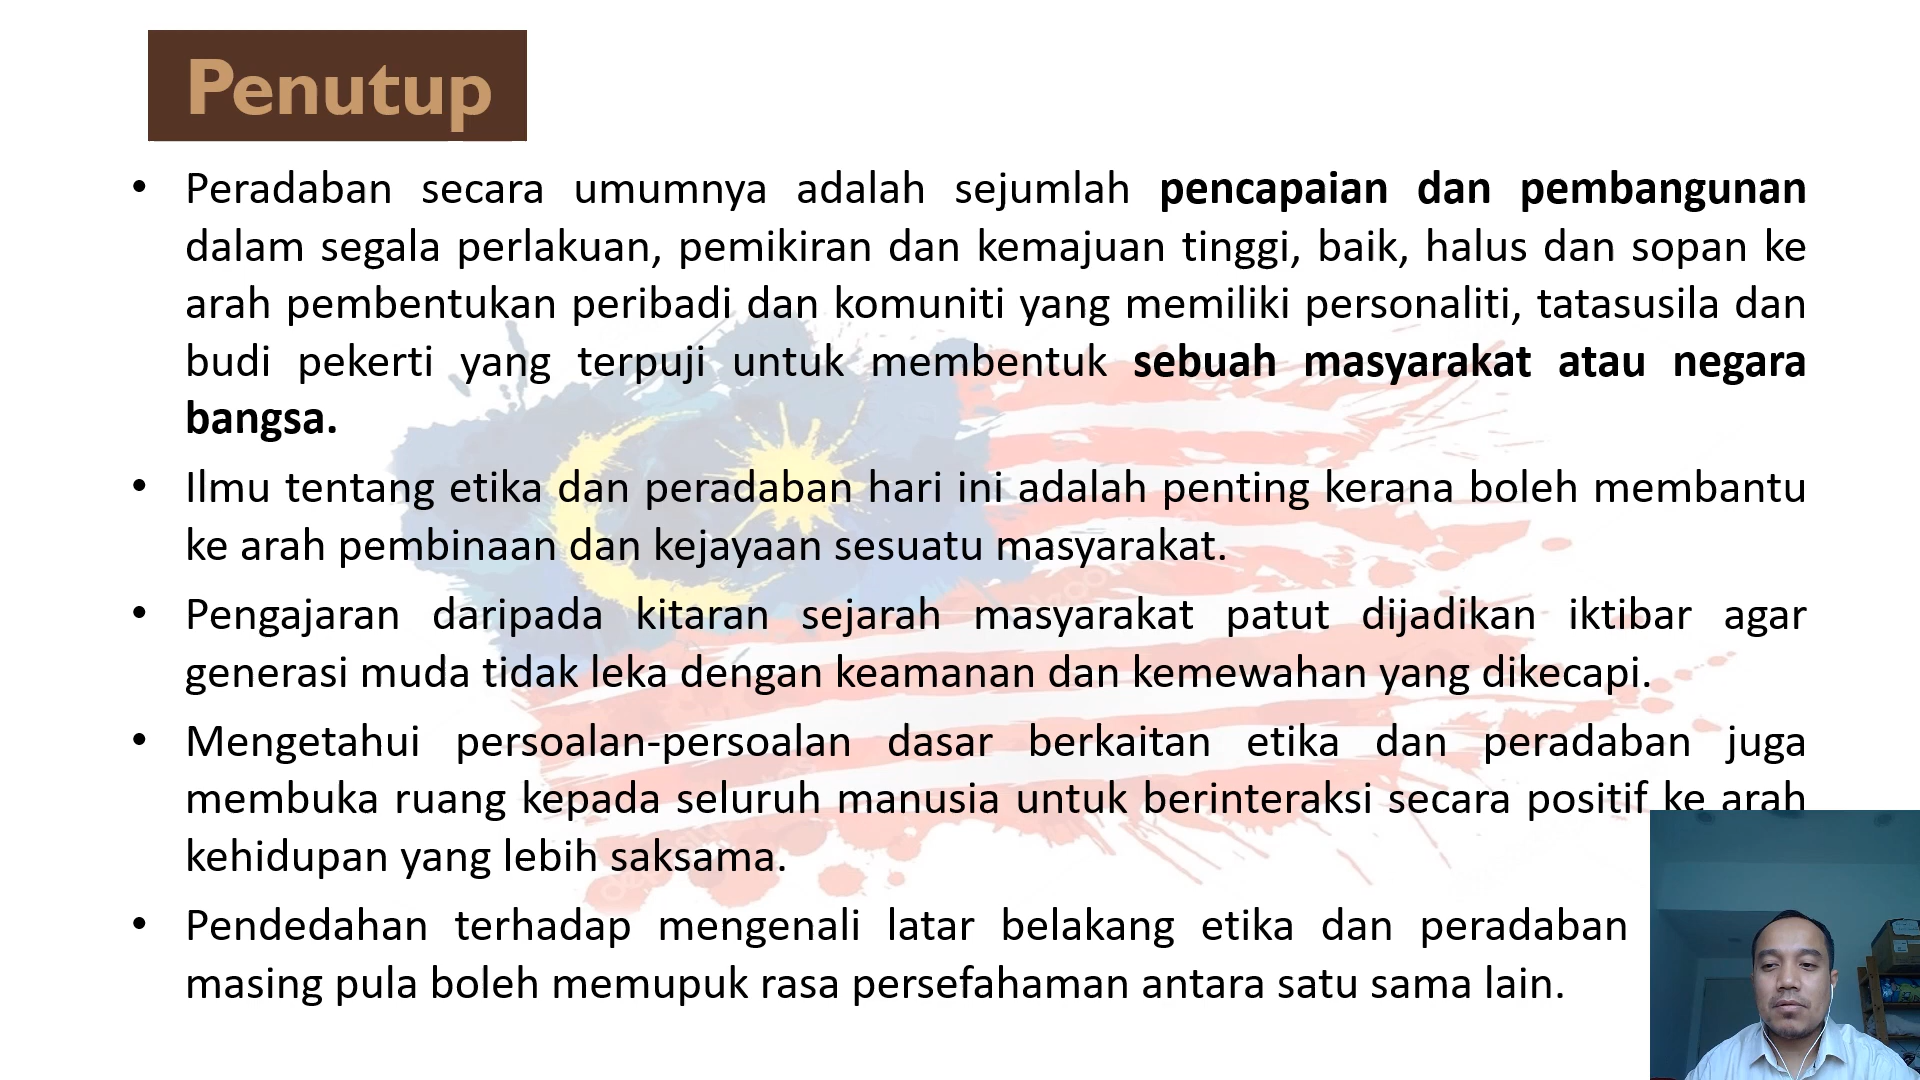 Penutup
• Peradaban secara umumnya adalah sejumlah pencapaian dan pembangunan
dalam segala perlakuan, pemikiran dan kemajuan tinggi, baik, halus dan sopan ke
arah pembentukan peribadi dan komuniti yang memiliki personaliti, tatasusila dan
budi pekerti yang terpuji untuk membentuk sebuah masyarakat atau negara
bangsa.
• Ilmu tentang etika dan peradaban hari ini adalah penting kerana boleh membantu
ke arah pembinaan dan kejayaan sesuatu masyarakat.
• Pengajaran daripada kitaran sejarah masyarakat patut dijadikan iktibar agar
generasi muda tidak leka dengan keamanan dan kemewahan yang dikecapi.
• Mengetahui persoalan-persoalan dasar berkaitan etika dan peradaban juga
membuka ruang kepada seluruh manusia untuk berinteraksi secara positif ke arah
kehidupan yang lebih saksama.
• Pendedahan terhadap mengenali latar belakang etika dan peradaban
masing pula boleh memupuk rasa persefahaman antara satu sama lain.